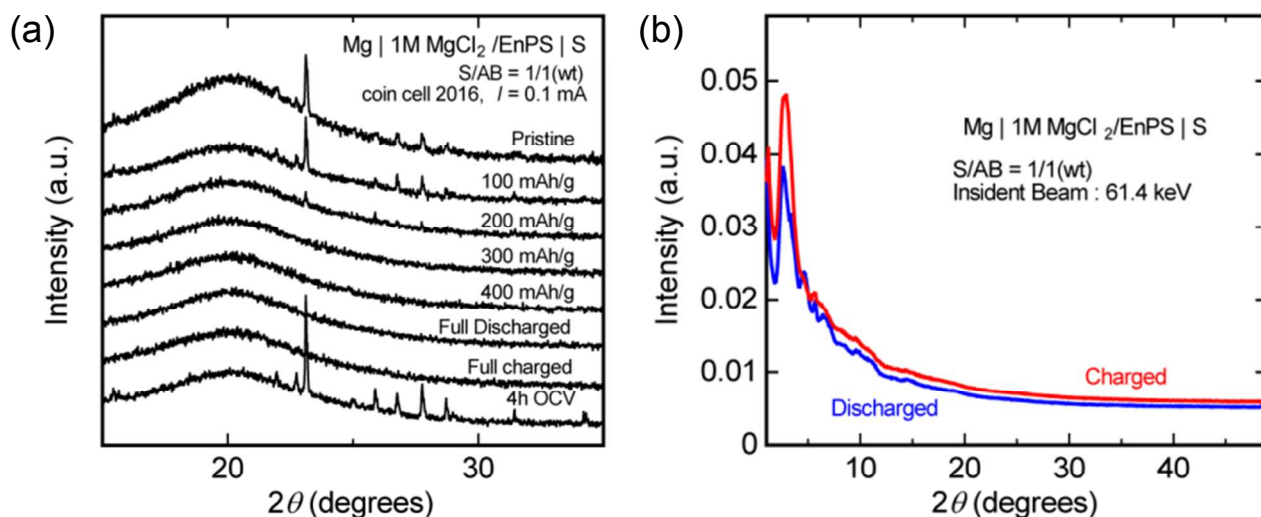 (a)
Mg | 1M MgCl2 /EnPS | S
S/AB = 1/1(wt)
coin cell 2016, I = 0.1 mA
Pristine
100 mAh/g
200 mAh/g
300 mAh/g
400 mAh/g
Full Discharged
Full charged
4h OCV
Intensity (a.u.)
20
30
2θ (degrees)
(b)
0.05
0.04
0.03
0.02
0.01
0
Intensity (a.u.)
Mg | 1M MgCl 2/EnPS | S
S/AB = 1/1(wt)
Insident Beam : 61.4 keV
Charged
Discharged
10
20
30
40
2θ (degrees)